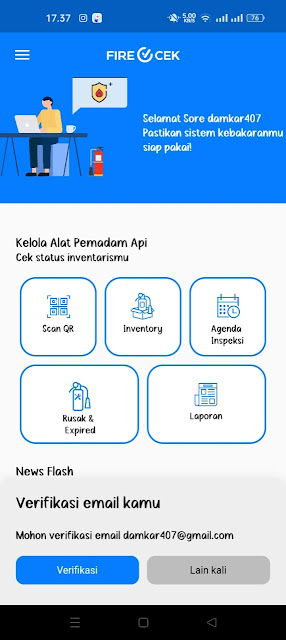 17.37
5.00
KB/S
76
FIRE CEK
Selamat Sore damkar407
Pastikan sistem kebakaranmu
siap pakai!
Kelola Alat Pemadam Api
Cek status inventarismu
Scan QR
Inventory
Agenda
Inspeksi
Rusak &
Expired
Laporan
News Flash
Verifikasi email kamu
Mohon verifikasi email damkar407@gmail.com
Verifikasi
Lain kali